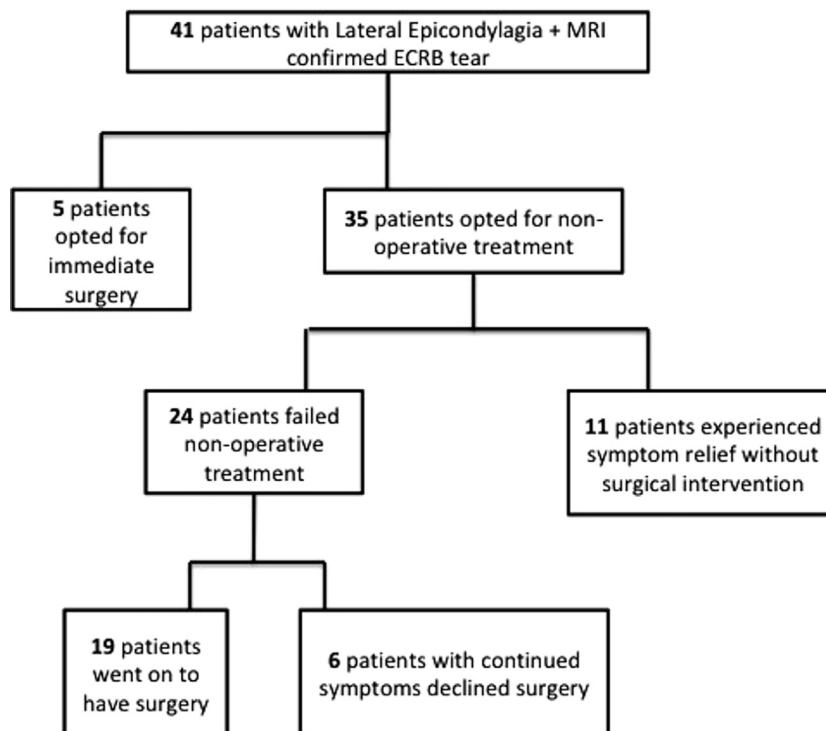 41 patients with Lateral Epicondylagia + MRI
confirmed ECRB tear
5 patients
opted for
immediate
surgery
35 patients opted for non-
operative treatment
24 patients failed
non-operative
treatment
11 patients experienced
symptom relief without
surgical intervention
19 patients
went on to
have surgery
6 patients with continued
symptoms declined surgery